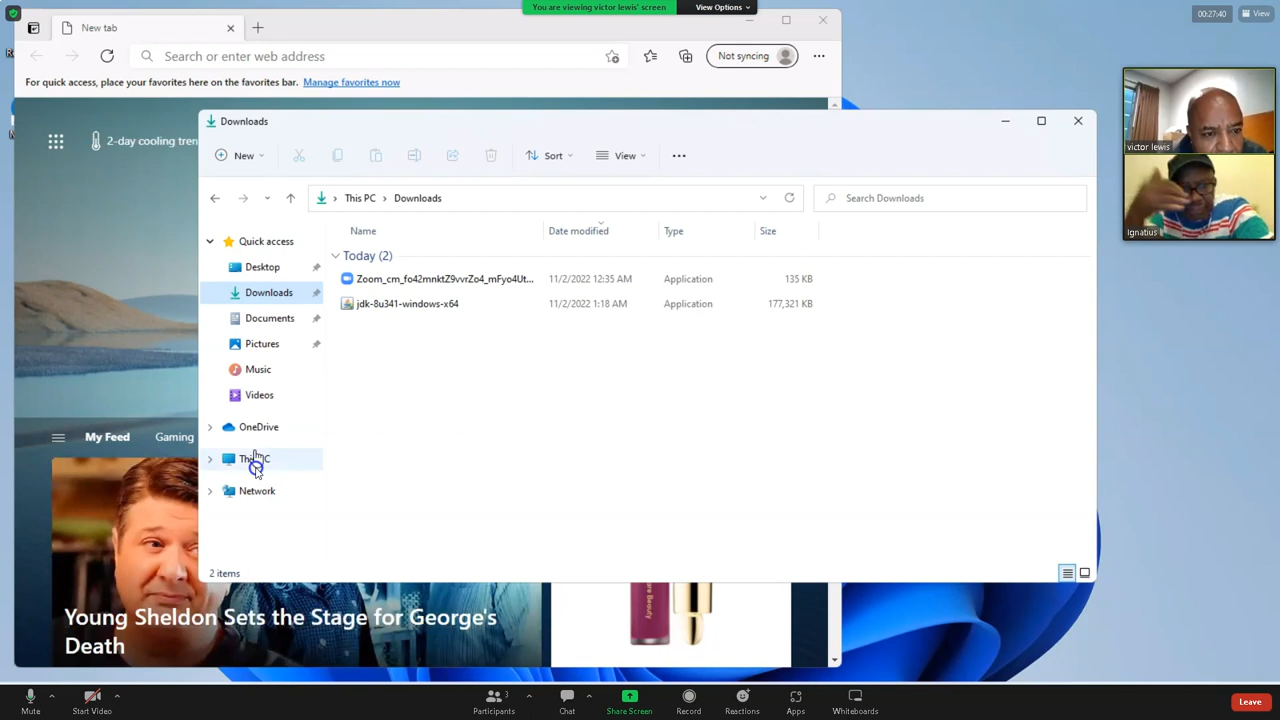 You are viewing victor lewis' screen
View Options
00:27:40
View
New tab
Search or enter web address
Not syncing
For quick access, place your favorites here on the favorites bar.
Manage favorites now
2-day cooling tren
Downloads
New
Sort
View
This PC
Downloads
Search Downloads
Name
Date modified
Type
Size
Quick access
Desktop
Downloads
Documents
Pictures
Music
Videos
OneDrive
Network
Today (2)
Zoom_cm_fo42mnktZ9vvrZo4_mFyo4Ut...
11/2/2022 12:35 AM
Application
135 KB
jdk-8u341-windows-x64
11/2/2022 1:18 AM
Application
177,321 KB
2 items
victor lewis
Ignatius
My Feed
Gaming
Young Sheldon Sets the Stage for George's
Death
Mute
Start Video
Participants
3
Chat
Share Screen
Record
Reactions
Apps
Whiteboards
Leave